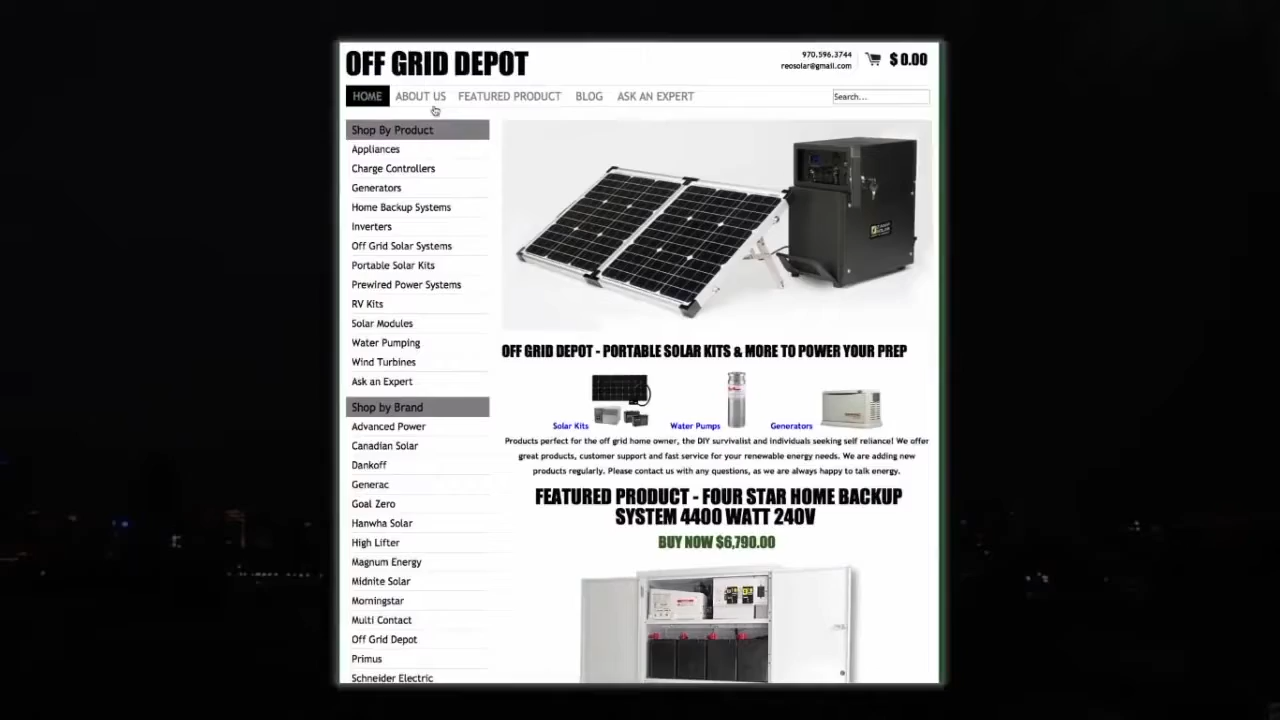 OFF GRID DEPOT
970.596.3744
reosolar@gmail.com
$ 0.00
HOME ABOUT US FEATURED PRODUCT BLOG ASK AN EXPERT
Search...
Shop By Product
Appliances
Charge Controllers
Generators
Home Backup Systems
Inverters
Off Grid Solar Systems
Portable Solar Kits
Prewired Power Systems
RV Kits
Solar Modules
Water Pumping
Wind Turbines
Ask an Expert
Shop by Brand
Advanced Power
Canadian Solar
Dankoff
Generac
Goal Zero
Hanwha Solar
High Lifter
Magnum Energy
Midnite Solar
Morningstar
Multi Contact
Off Grid Depot
Primus
Schneider Electric
OFF GRID DEPOT - PORTABLE SOLAR KITS & MORE TO POWER YOUR PREP
Solar Kits Water Pumps Generators
Products perfect for the off grid home owner, the DIY survivalist and individuals seeking self reliance! We offer
great products, customer support and fast service for your renewable energy needs. We are adding new
products regularly. Please contact us with any questions, as we are always happy to talk energy.
FEATURED PRODUCT - FOUR STAR HOME BACKUP
SYSTEM 4400 WATT 240V
BUY NOW $6,790.00